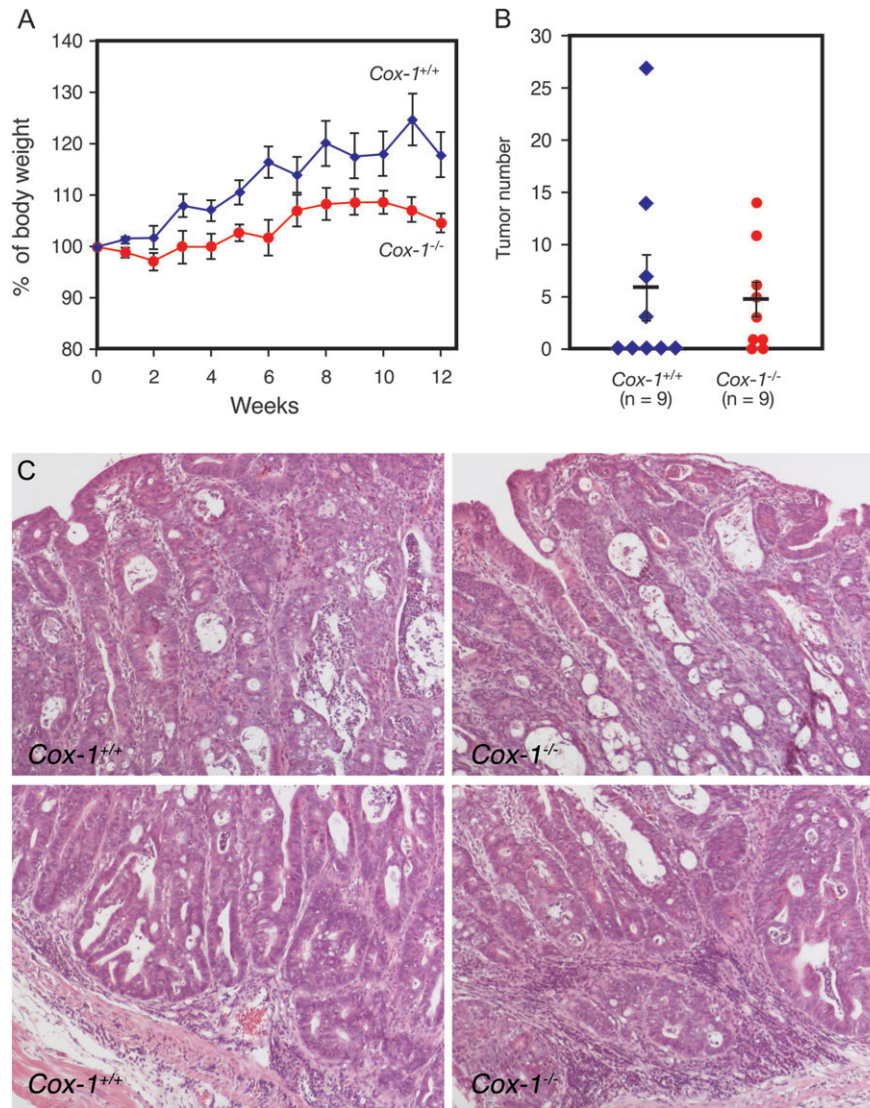 A
140
130
120
110
100
90
80
% of body weight
Cox-1+/+
Cox-1-/-
0 2 4 6 8 10 12
Weeks
B
30
25
20
15
10
5
0
Tumor number
Cox-1+/+ Cox-1-/-
(n = 9) (n = 9)
C
Cox-1+/+ Cox-1-/-
Cox-1+/+ Cox-1-/-